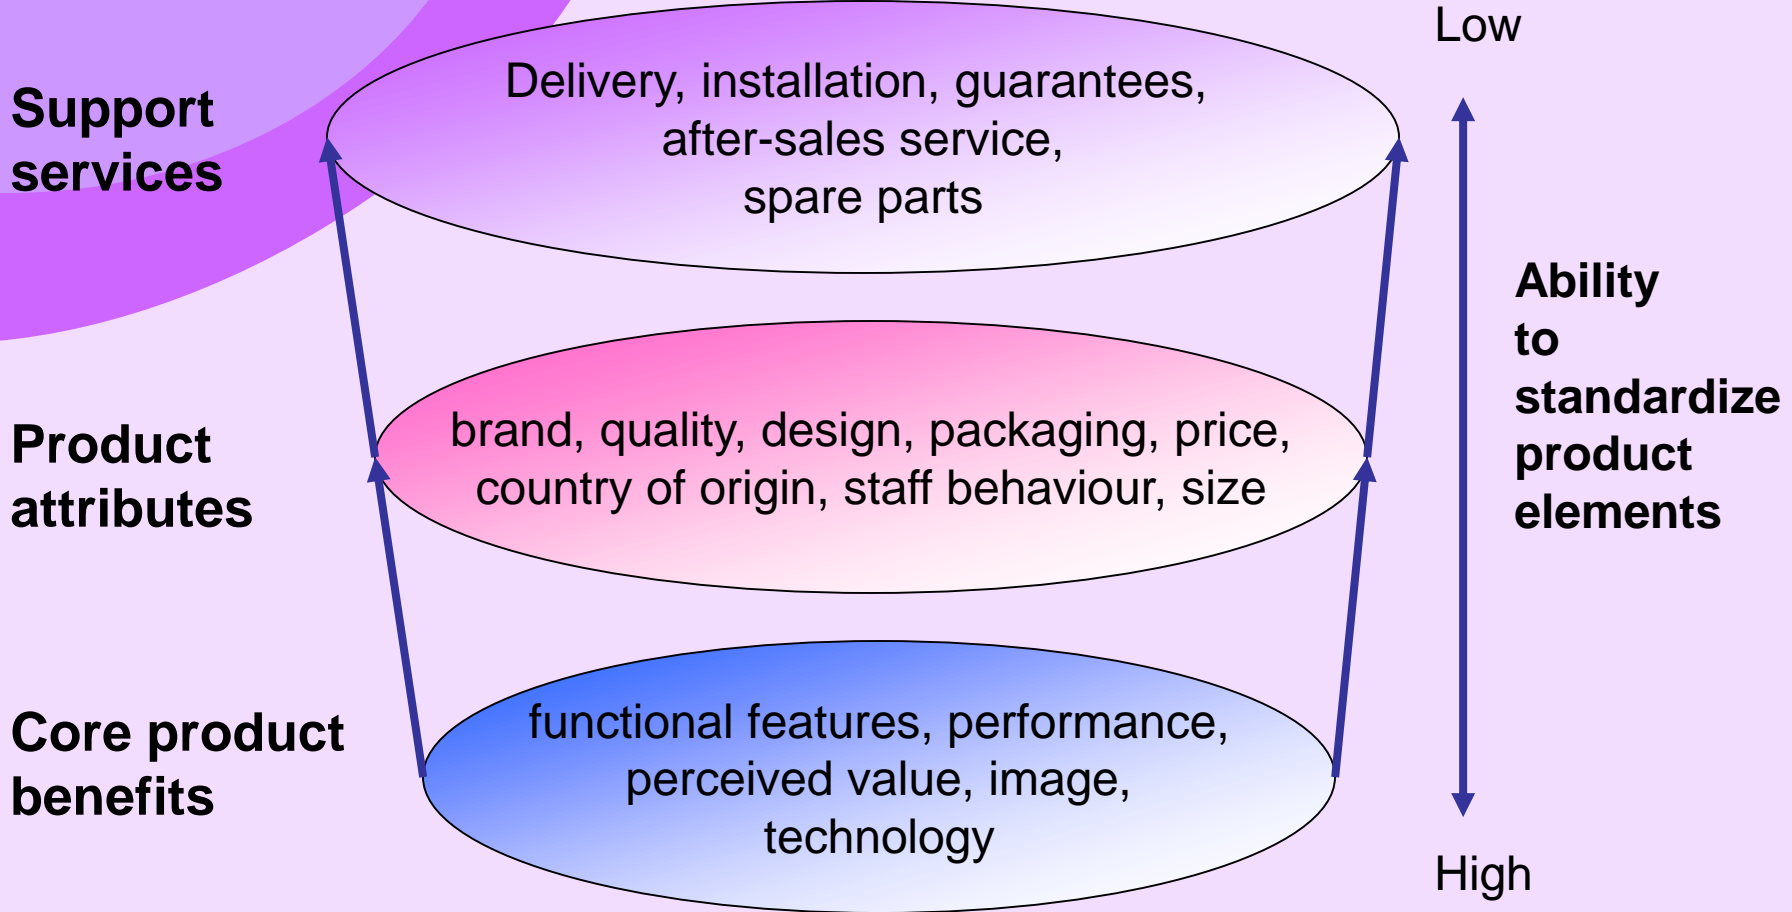 Low
Support
services
Delivery, installation, guarantees,
after-sales service,
spare parts
Ability
to
standardize
product
elements
Product
attributes
brand, quality, design, packaging, price,
country of origin, staff behaviour, size
Core product
benefits
functional features, performance,
perceived value, image,
technology
High